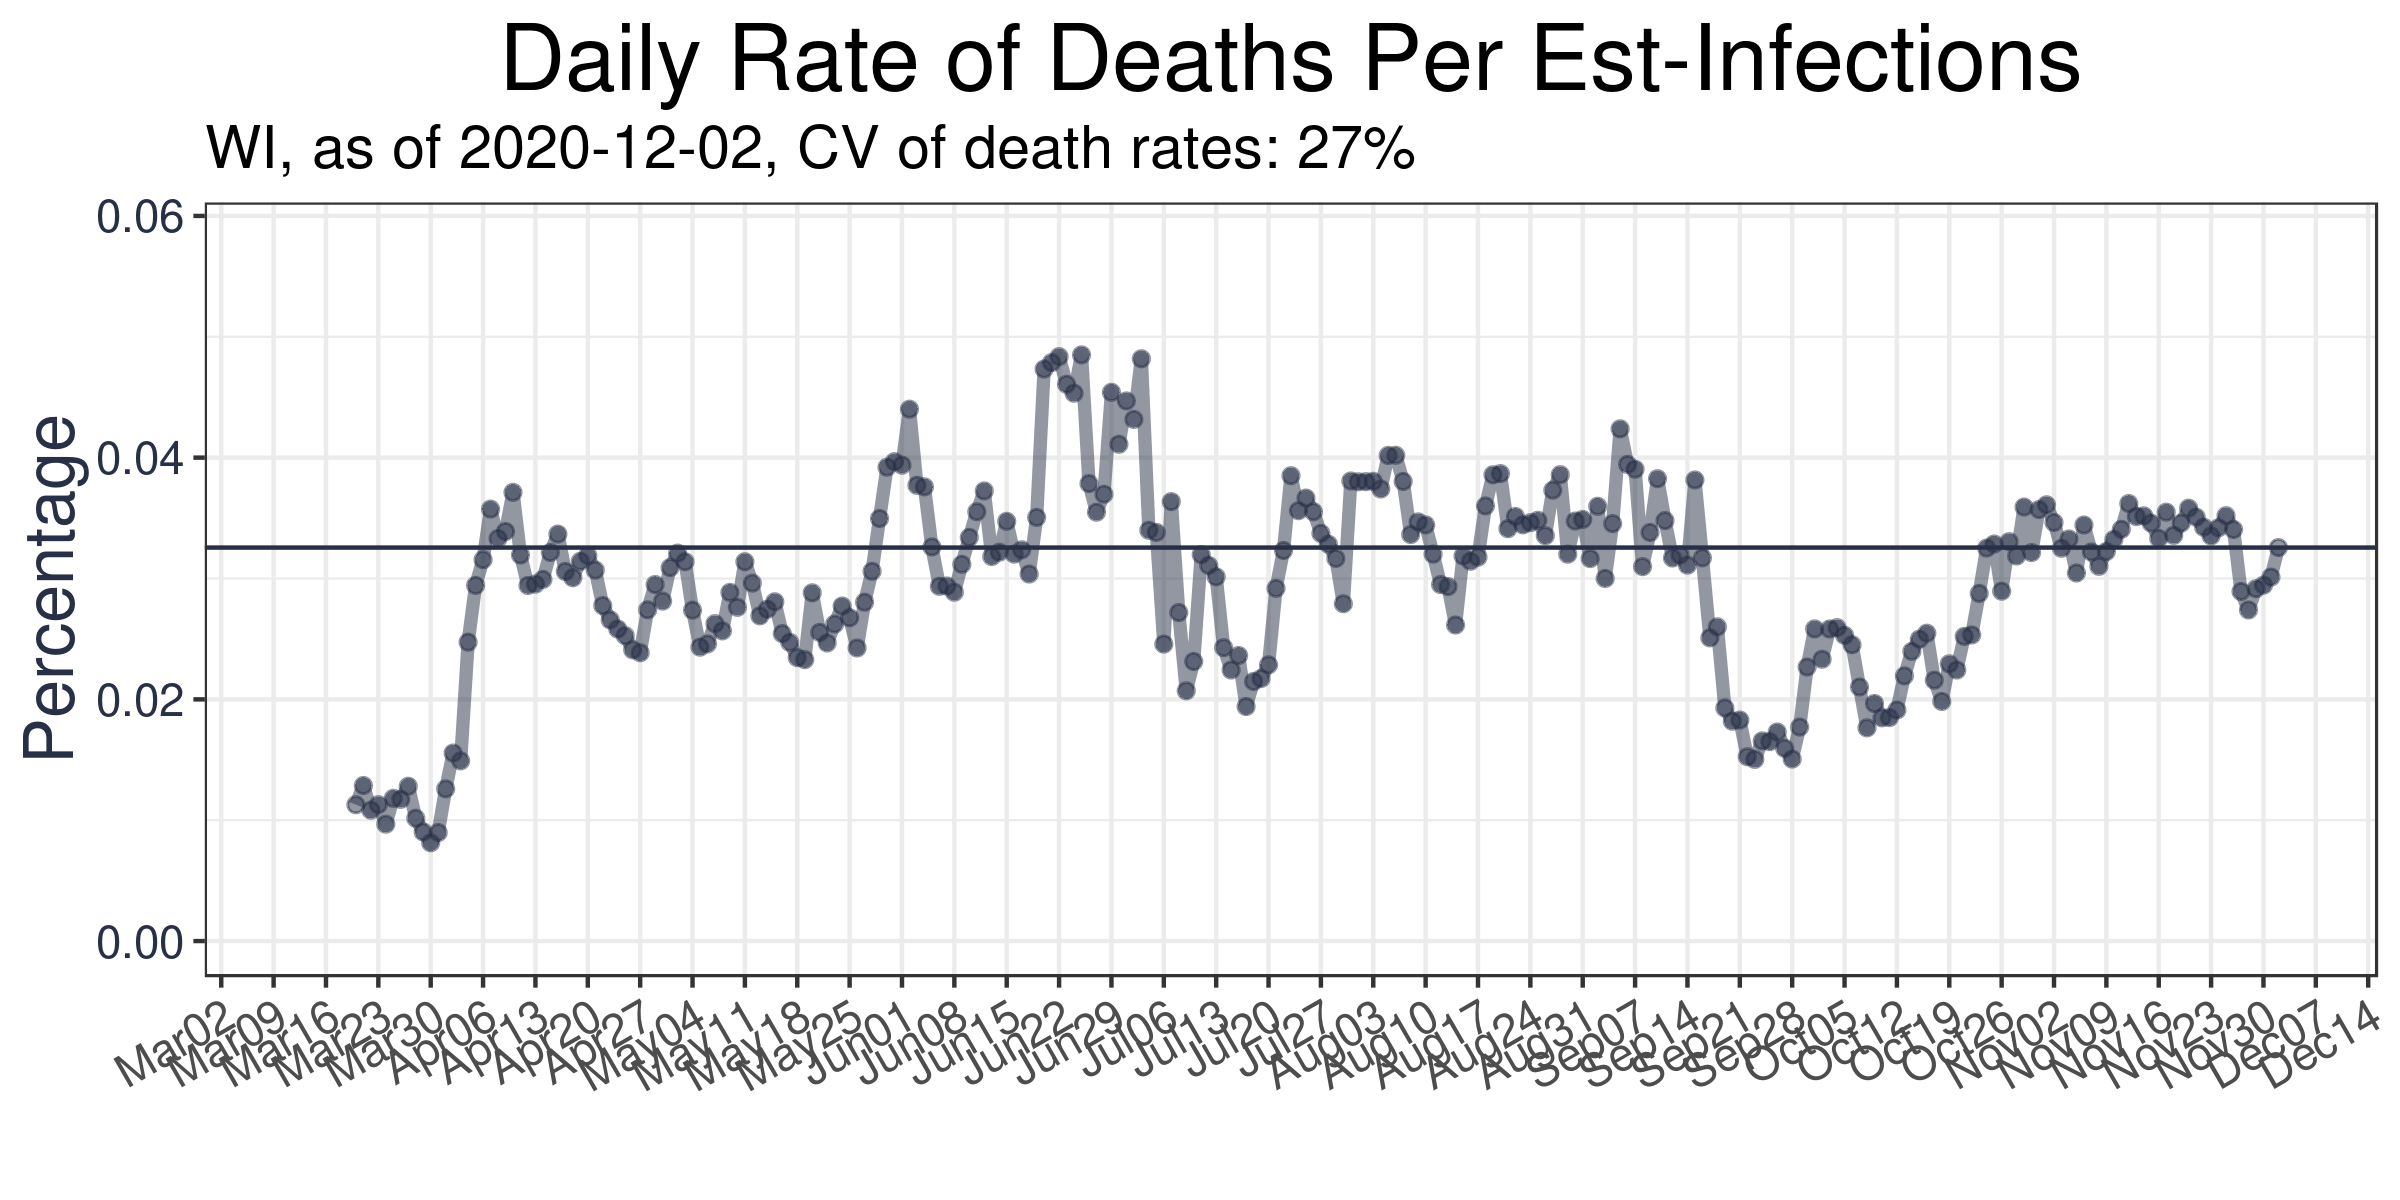 Daily Rate of Deaths Per Est-Infections
WI, as of 2020-12-02, CV of death rates: 27%
Percentage
0.06
0.04
0.02
0.00
Mar02
Mar09
Mar16
Mar23
Mar30
Apr06
Apr13
Apr20
Apr27
May04
May11
May18
May25
Jun01
Jun08
Jun15
Jun22
Jun29
Jul06
Jul13
Jul20
Jul27
Aug03
Aug10
Aug17
Aug24
Aug31
Sep07
Sep14
Sep21
Sep28
Oct05
Oct12
Oct19
Oct26
Nov02
Nov09
Nov16
Nov23
Nov30
Dec07
Dec14